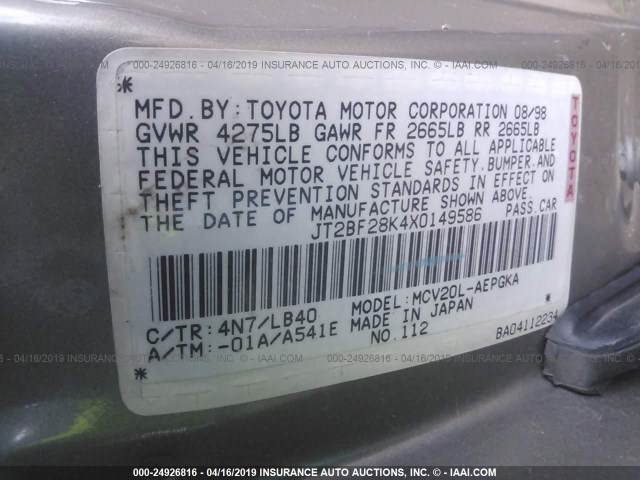 000-24926816 - 04/16/2019 INSURANCE AUTO AUCTIONS, INC. - IAAI.COM
MFD. BY: TOYOTA MOTOR CORPORATION 08/98
GVWR 4275LB GAWR FR 2665LB RR 2665LB
THIS VEHICLE CONFORMS TO ALL APPLICABLE
FEDERAL MOTOR VEHICLE SAFETY, BUMPER, AND
THEFT PREVENTION STANDARDS IN EFFECT ON
THE DATE OF MANUFACTURE SHOWN ABOVE.
JT2BF28K4X0149586 PASS. CAR
TOYOTA
C/TR: 4N7/LB40 MODEL: MCV20L-AEPGKA
A/TM: -01A/A541E MADE IN JAPAN
NO. 112 BA04112234
000-24926816 - 04/16/2019 INSURANCE AUTO AUCTIONS, INC. - IAAI.COM